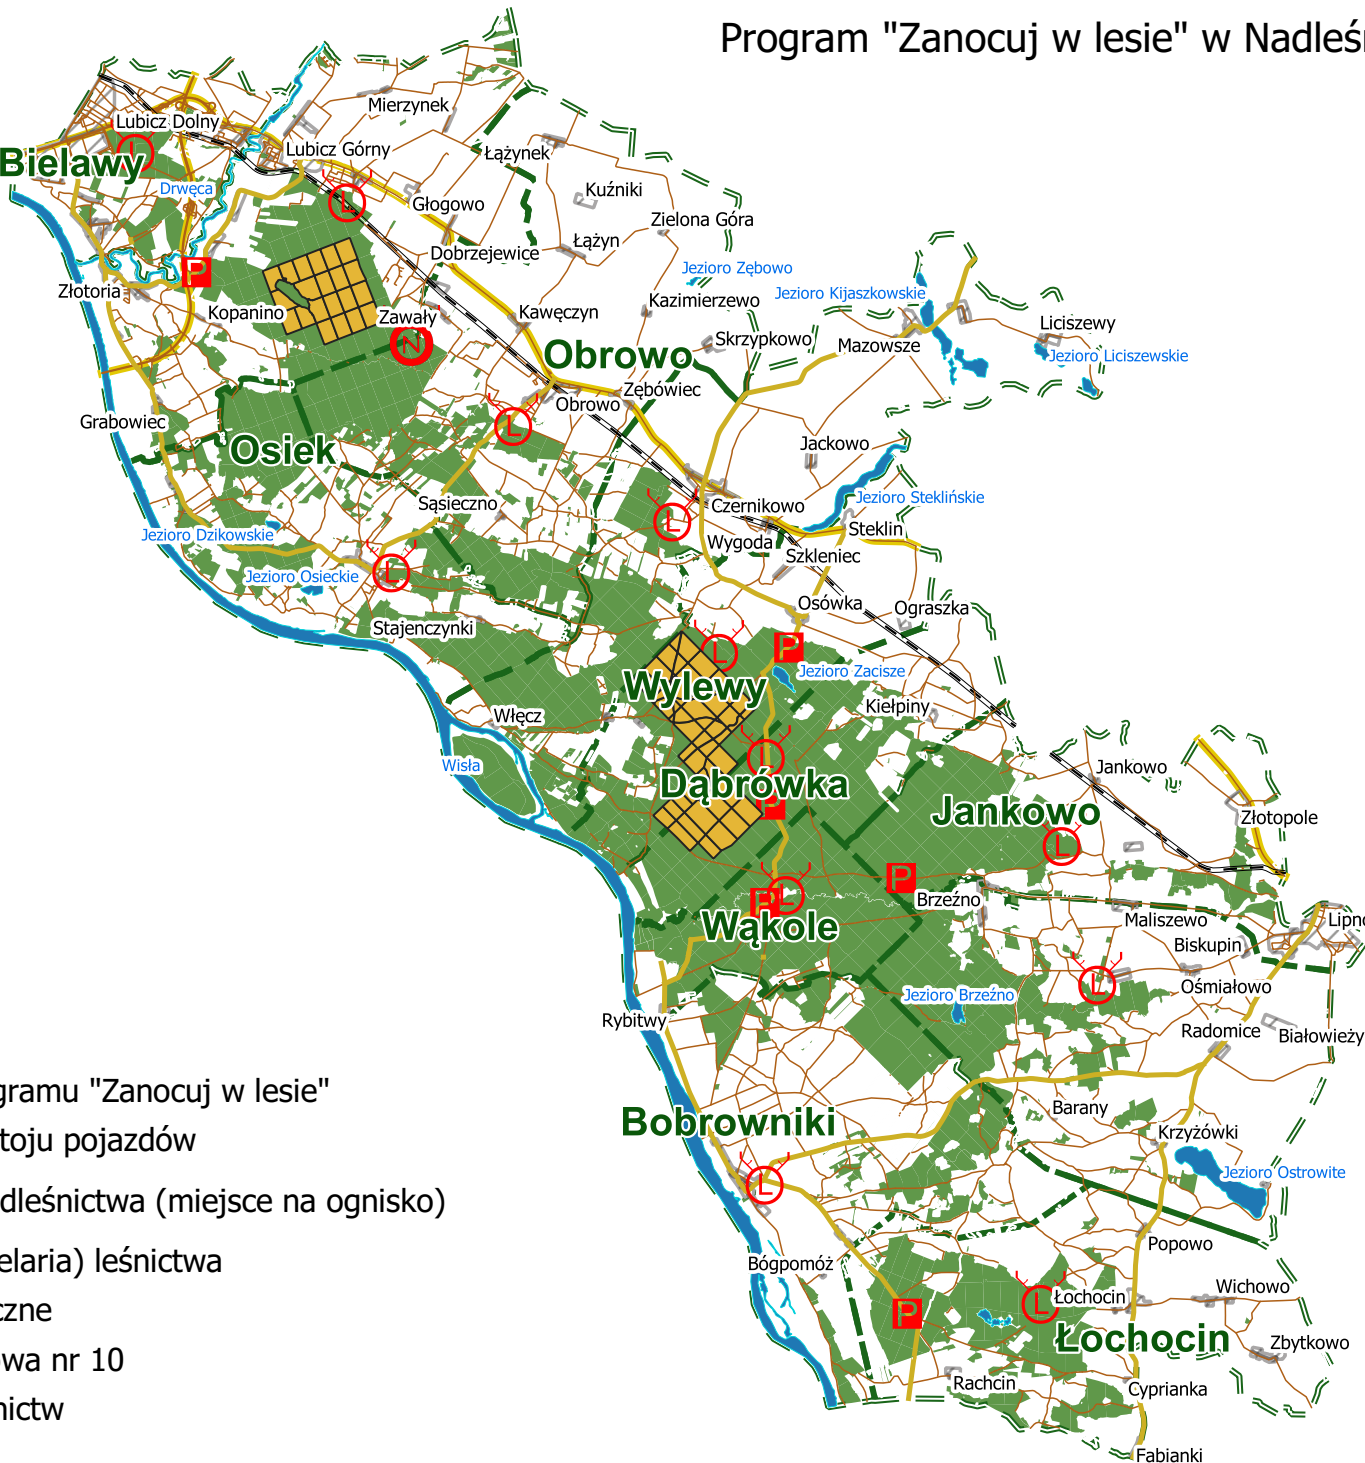 Program "Zanocuj w lesie" w Nadleśn
Mierzynek
Lubicz Dolny
Lubicz Górny
Łążynek
Bielawy
L
Drwęca
Kuźniki
L
Głogowo
Zielona Góra
Łążyn
Dobrzejewice
P
Jezioro Zębowo
Złotoria
Jezioro Kijaszkowskie
Kazimierzewo
Kopanino
Zawały
Kawęczyn
Liciszewy
Skrzypkowo
Mazowsze
N
Obrowo
Jezioro Liciszewskie
Zębówiec
Obrowo
Grabowiec
L
Osiek
Jackowo
Sąsieczno
Jezioro Steklińskie
Czernikowo
L
Steklin
Jezioro Dzikowskie
Wygoda
Szkleniec
Jezioro Osieckie
L
Osówka
Ograszka
Stajenczynki
P
L
Jezioro Zacisze
Wylewy
Kiełpiny
Włęcz
L
Wisła
Jankowo
Dąbrówka
P
Jankowo
Złotopole
L
P
Brzeźno
L
P
Wąkole
Maliszewo
Lipno
Biskupin
L
Ośmiałowo
Jezioro Brzeźno
Rybitwy
Radomice
Białowieży
gramu "Zanocuj w lesie"
Barany
Bobrowniki
Krzyżówki
toju pojazdów
Jezioro Ostrowite
L
dleśnictwa (miejsce na ognisko)
Popowo
Bógpomóż
elaria) leśnictwa
Wichowo
Łochocin
L
P
czne
Łochocin
Zbytkowo
owa nr 10
Rachcin
Cyprianka
nictw
Fabianki